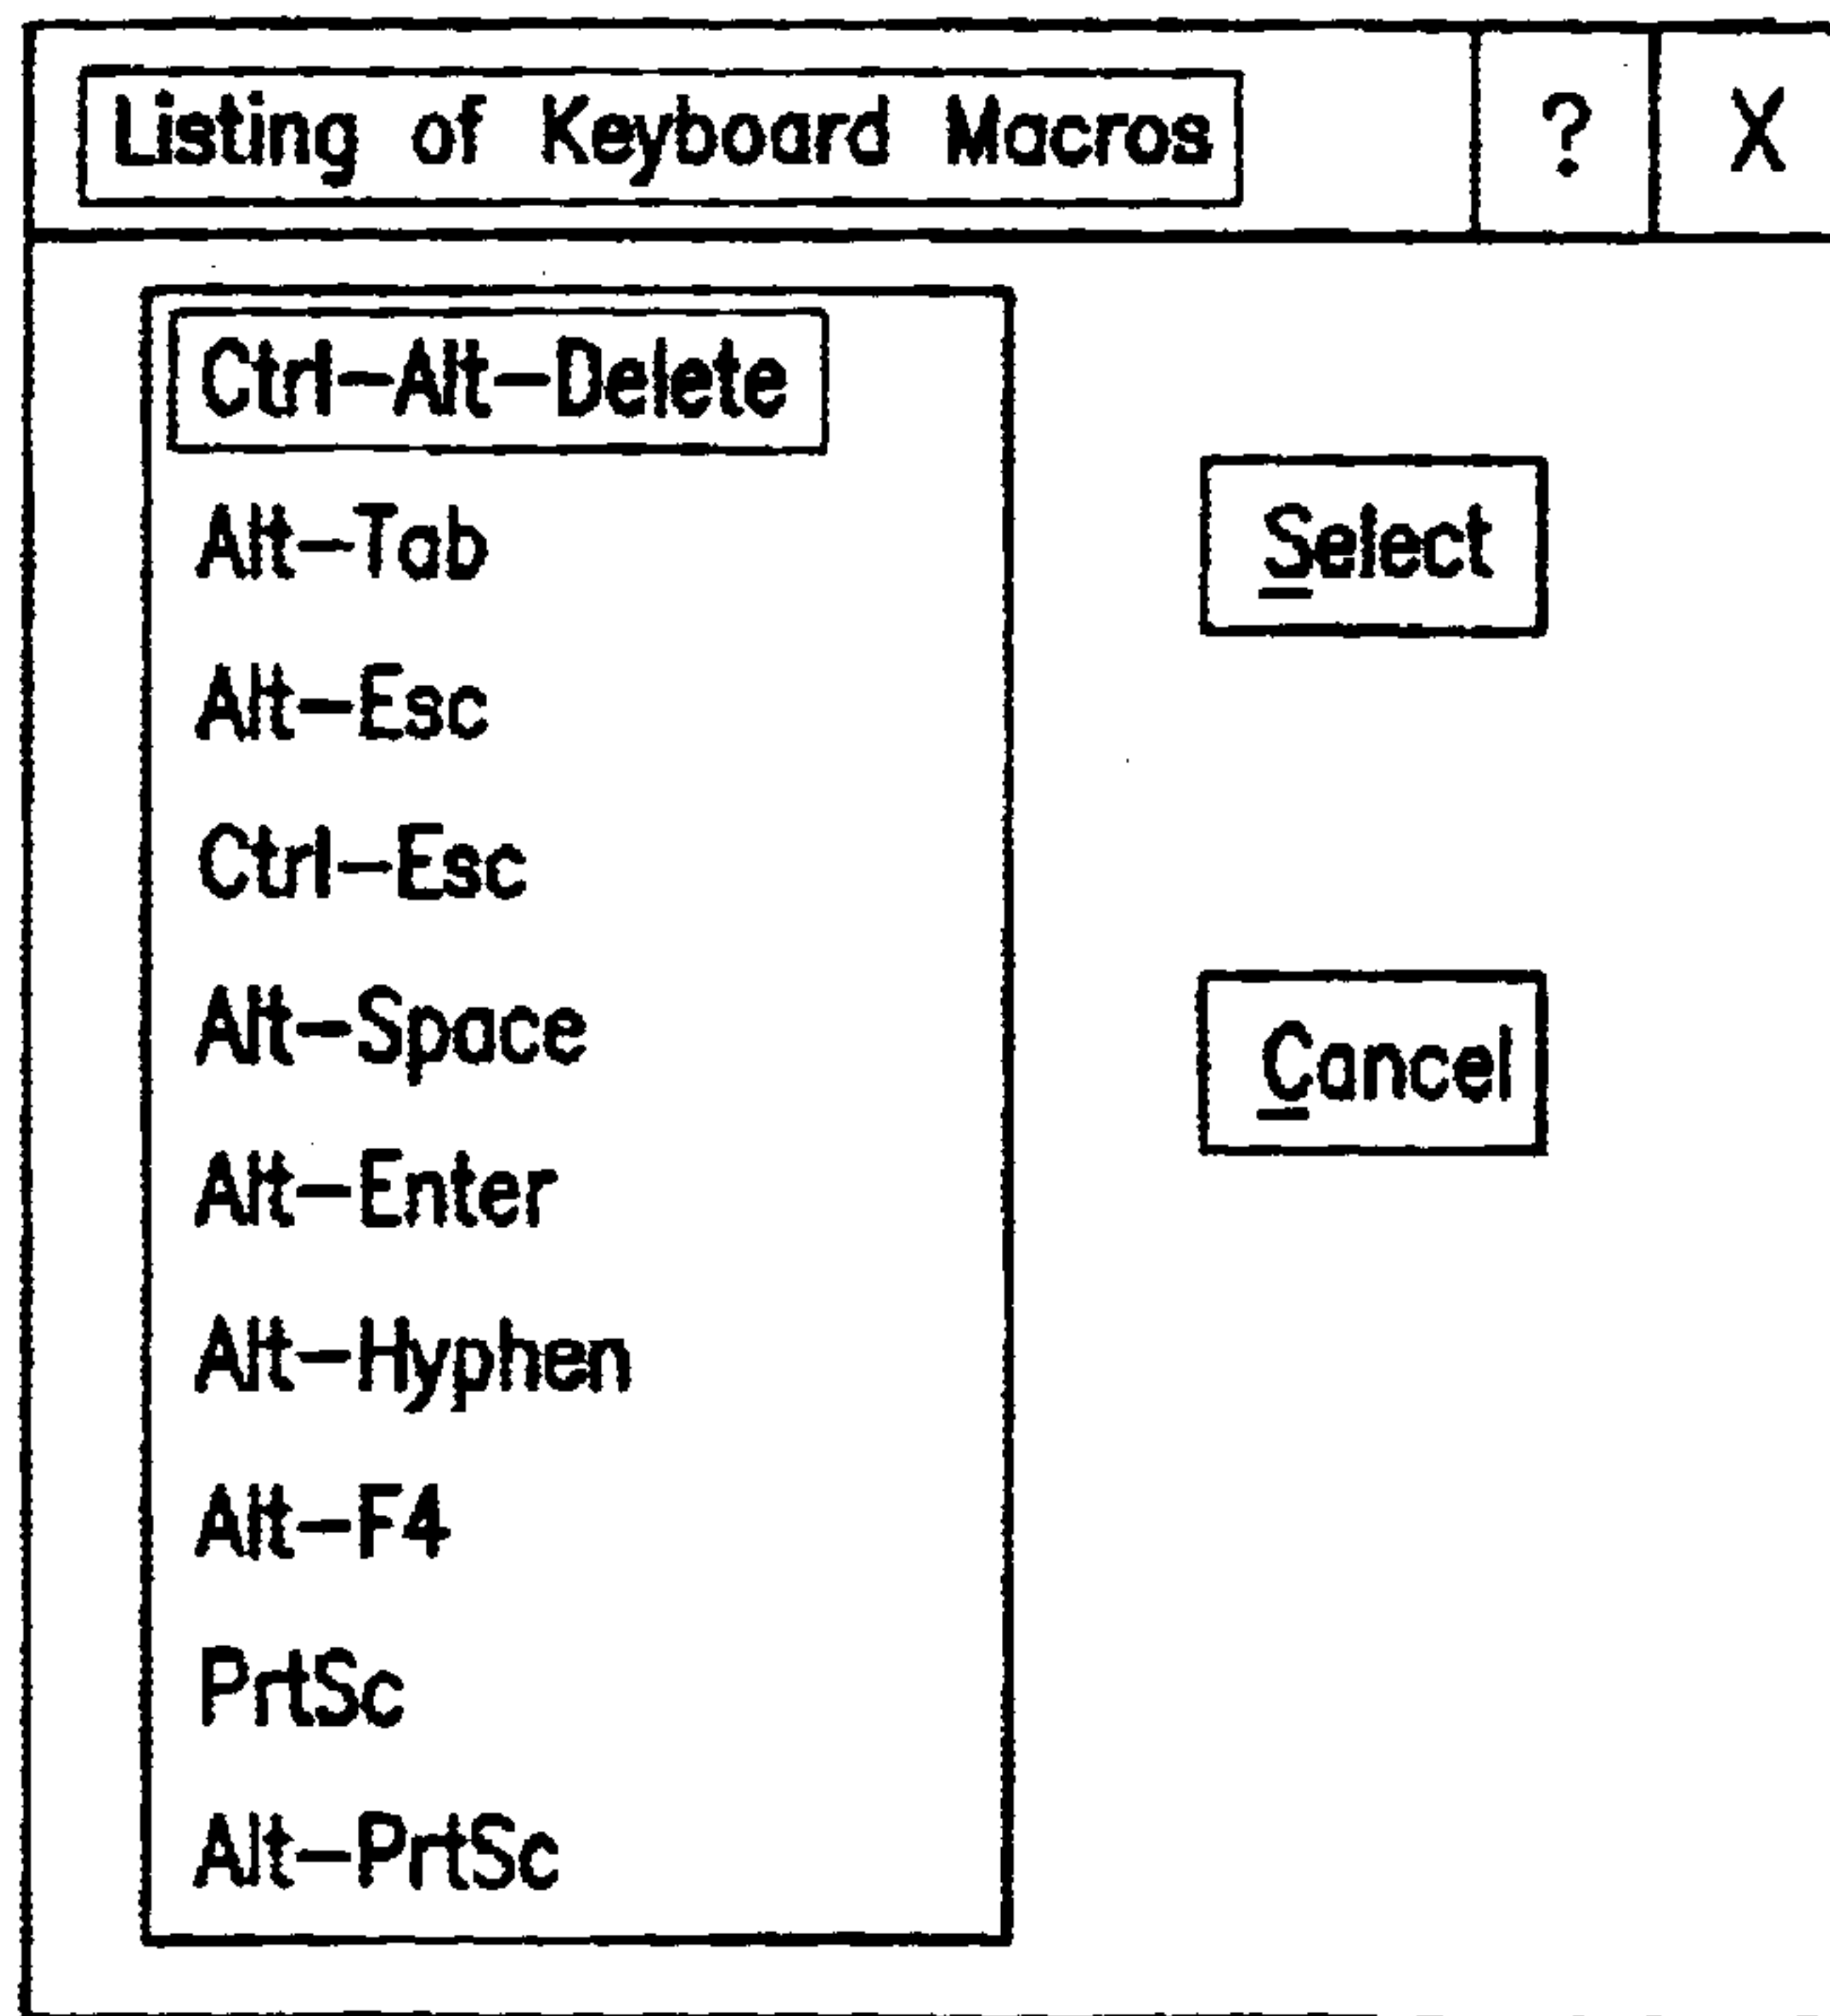 Listing of Keyboard Macros ? X
Ctrl-Alt-Delete
Alt-Tab
Alt-Esc
Ctrl-Esc
Alt-Space
Alt-Enter
Alt-Hyphen
Alt-F4
PrtSc
Alt-PrtSc
Select
Cancel